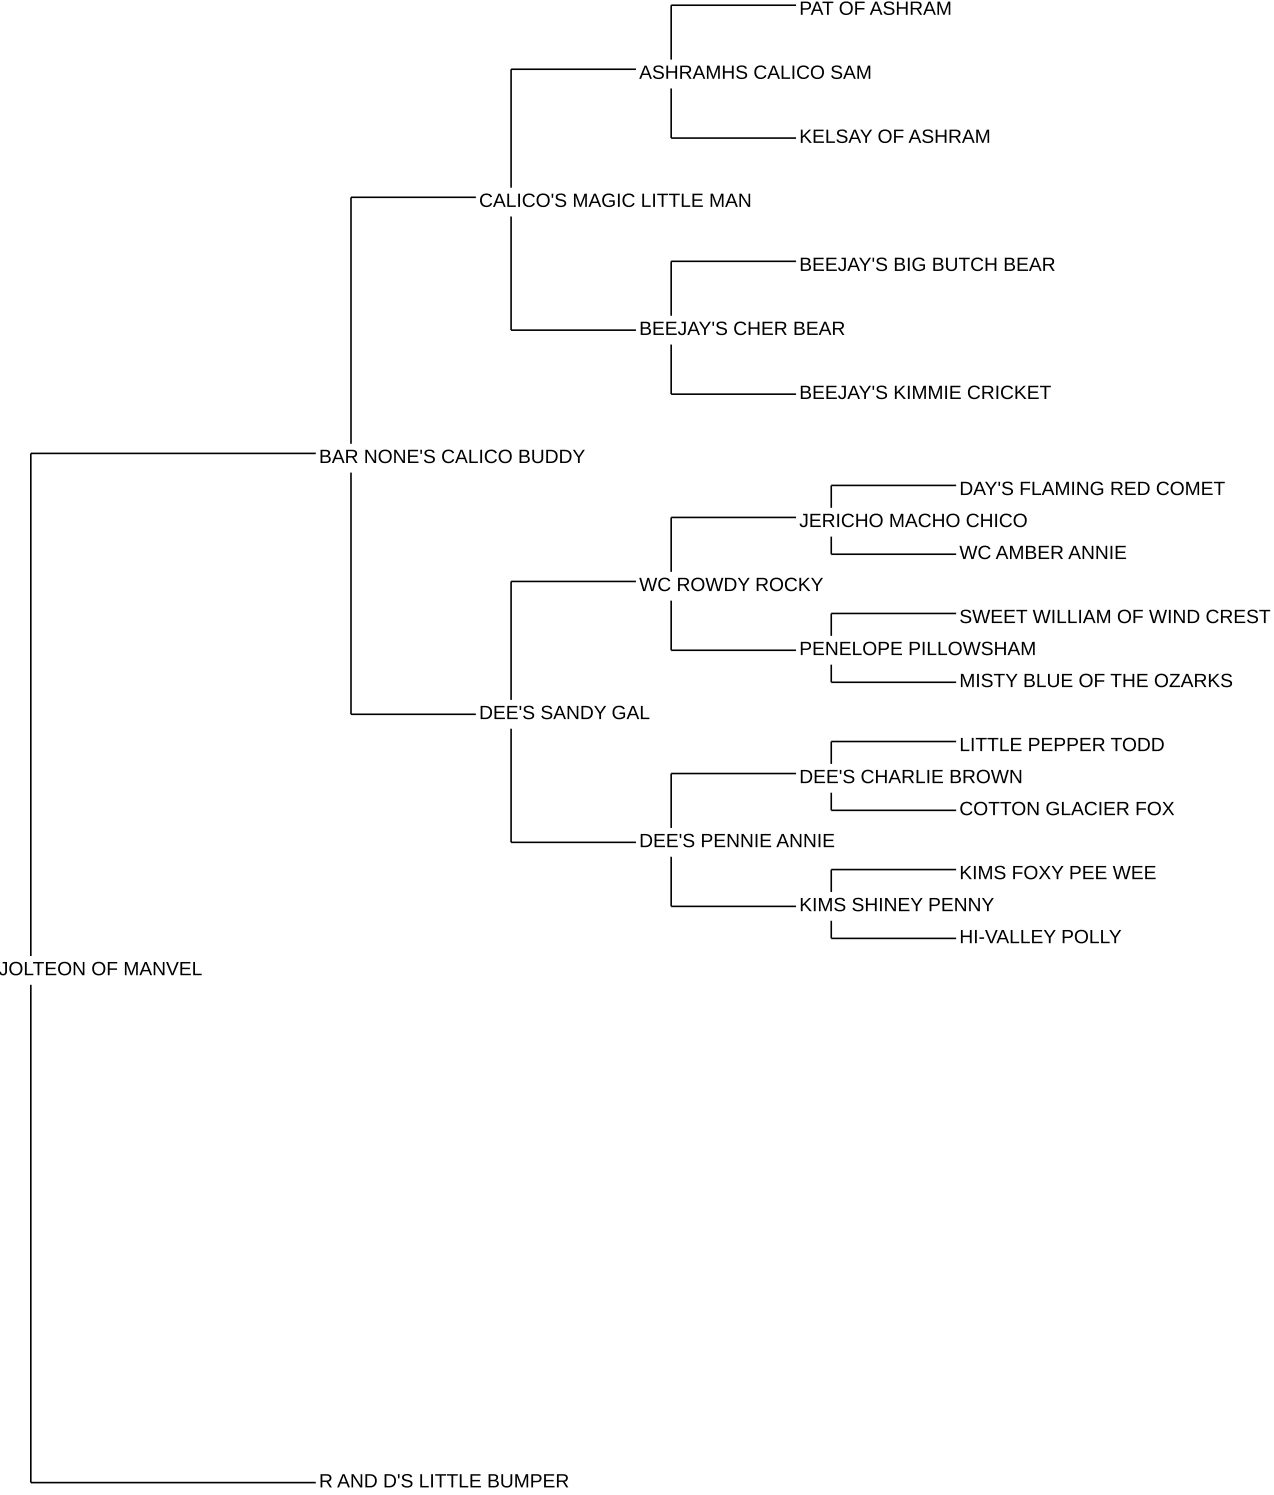 PAT OF ASHRAM
ASHRAMHS CALICO SAM
KELSAY OF ASHRAM
CALICO'S MAGIC LITTLE MAN
BEEJAY'S BIG BUTCH BEAR
BEEJAY'S CHER BEAR
BEEJAY'S KIMMIE CRICKET
BAR NONE'S CALICO BUDDY
DAY'S FLAMING RED COMET
JERICHO MACHO CHICO
WC AMBER ANNIE
WC ROWDY ROCKY
SWEET WILLIAM OF WIND CREST
PENELOPE PILLOWSHAM
MISTY BLUE OF THE OZARKS
DEE'S SANDY GAL
LITTLE PEPPER TODD
DEE'S CHARLIE BROWN
COTTON GLACIER FOX
DEE'S PENNIE ANNIE
KIMS FOXY PEE WEE
KIMS SHINEY PENNY
HI-VALLEY POLLY
JOLTEON OF MANVEL
R AND D'S LITTLE BUMPER